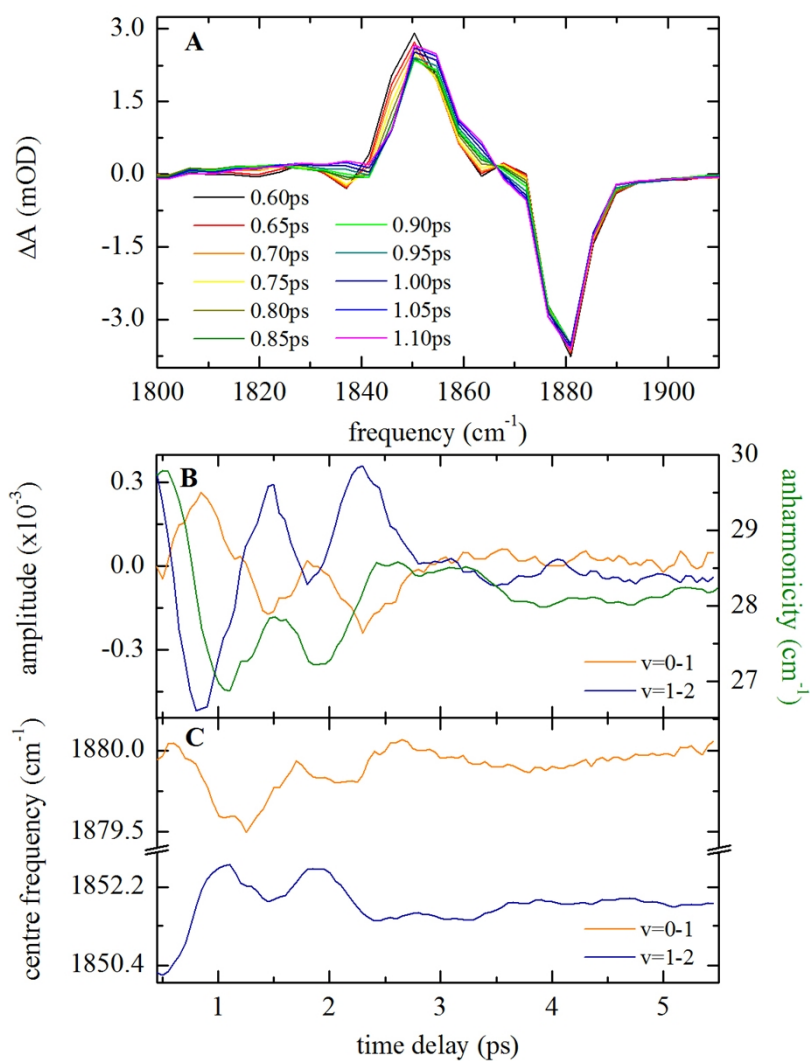 A
3.0
1.5
0.0
-1.5
-3.0
ΔA (mOD)
0.60ps
0.65ps
0.70ps
0.75ps
0.80ps
0.85ps
0.90ps
0.95ps
1.00ps
1.05ps
1.10ps
1800 1820 1840 1860 1880 1900
frequency (cm⁻¹)
B
0.3
0.0
-0.3
amplitude (x10⁻³)
30
29
28
27
anharmonicity (cm⁻¹)
v=0-1
v=1-2
C
1880.0
1879.5
1852.2
1850.4
centre frequency (cm⁻¹)
v=0-1
v=1-2
1 2 3 4 5
time delay (ps)